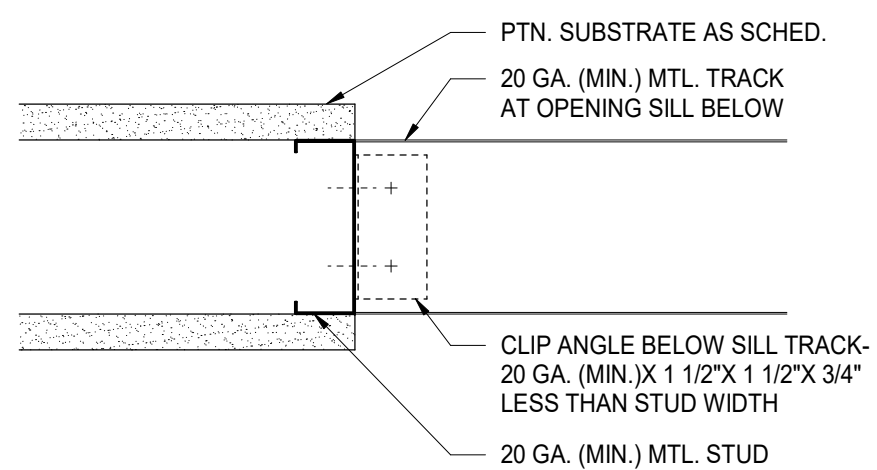 PTN. SUBSTRATE AS SCHED.
20 GA. (MIN.) MTL. TRACK
AT OPENING SILL BELOW
CLIP ANGLE BELOW SILL TRACK-
20 GA. (MIN.)X 1 1/2"X 1 1/2"X 3/4"
LESS THAN STUD WIDTH
20 GA. (MIN.) MTL. STUD